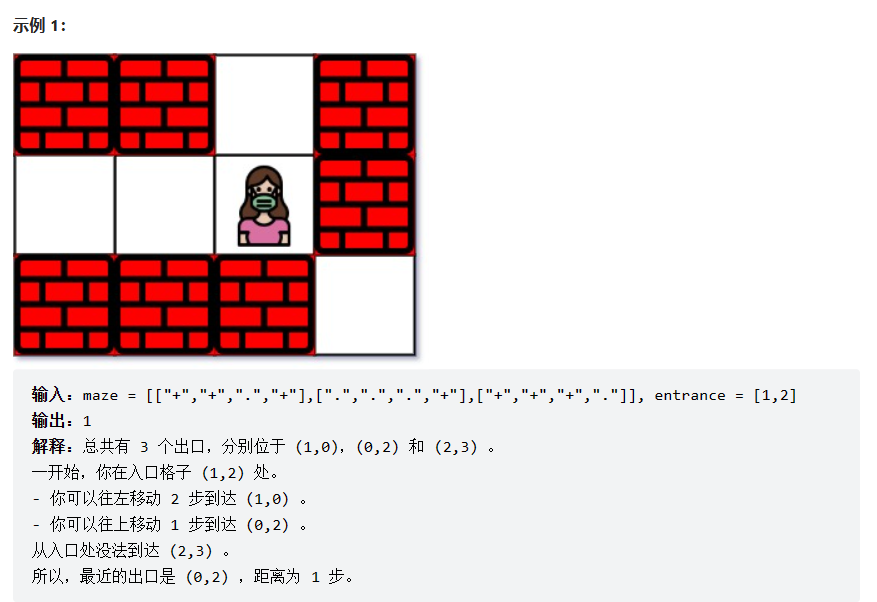 示例 1：
输入：maze = [["+","+",".","+"],[".",".",".","+"],["+","+","+","."]], entrance = [1,2]
输出：1
解释：总共有 3 个出口，分别位于 (1,0)，(0,2) 和 (2,3) 。
一开始，你在入口格子 (1,2) 处。
- 你可以往左移动 2 步到达 (1,0) 。
- 你可以往上移动 1 步到达 (0,2) 。
从入口处没法到达 (2,3) 。
所以，最近的出口是 (0,2) ，距离为 1 步。